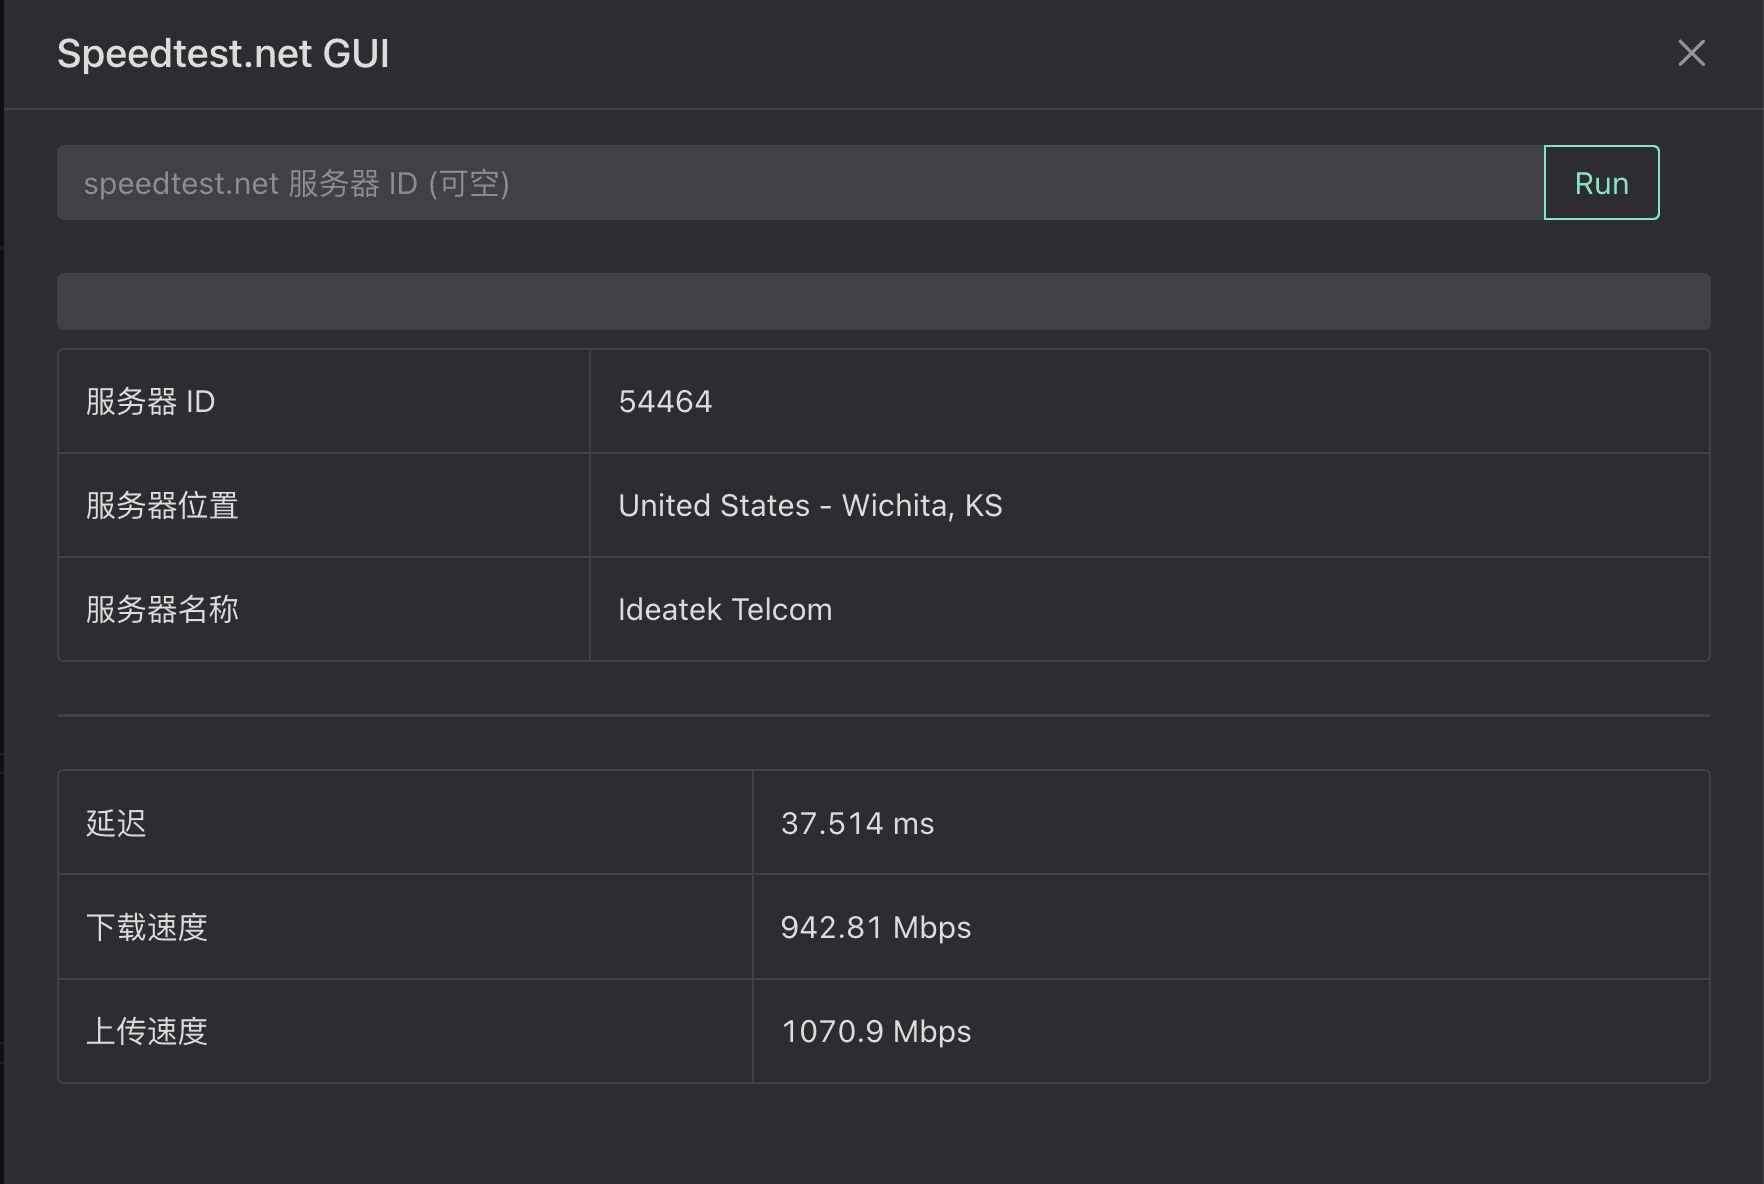 Speedtest.net GUI
speedtest.net 服务器 ID (可空)
Run
服务器 ID
54464
服务器位置
United States - Wichita, KS
服务器名称
Ideatek Telcom
延迟
37.514 ms
下载速度
942.81 Mbps
上传速度
1070.9 Mbps